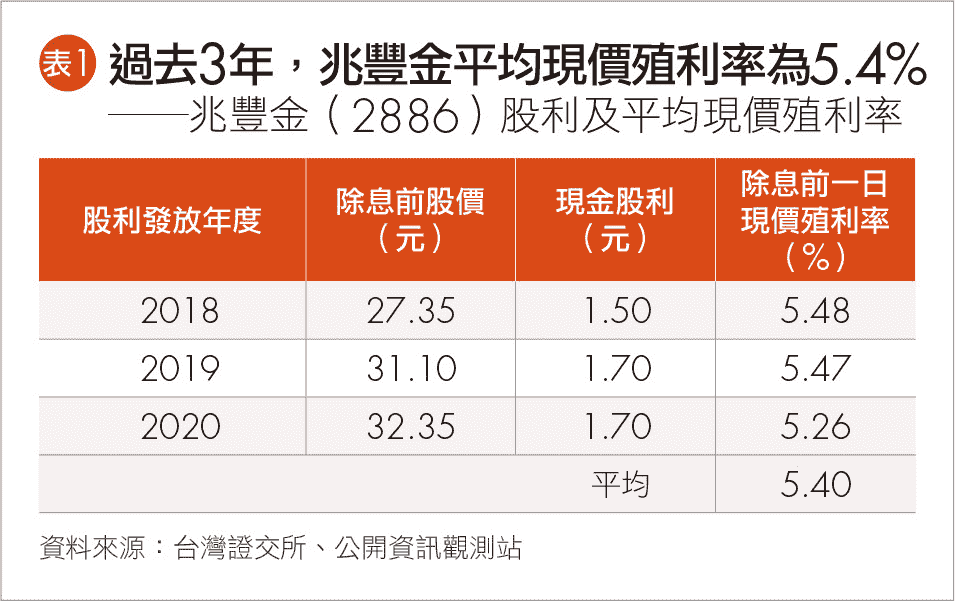 表1 過去3年，兆豐金平均現價殖利率為5.4%
——兆豐金（2886）股利及平均現價殖利率
股利發放年度 除息前股價（元） 現金股利（元） 除息前一日現價殖利率（%）
2018 27.35 1.50 5.48
2019 31.10 1.70 5.47
2020 32.35 1.70 5.26
平均 5.40
資料來源：台灣證交所、公開資訊觀測站